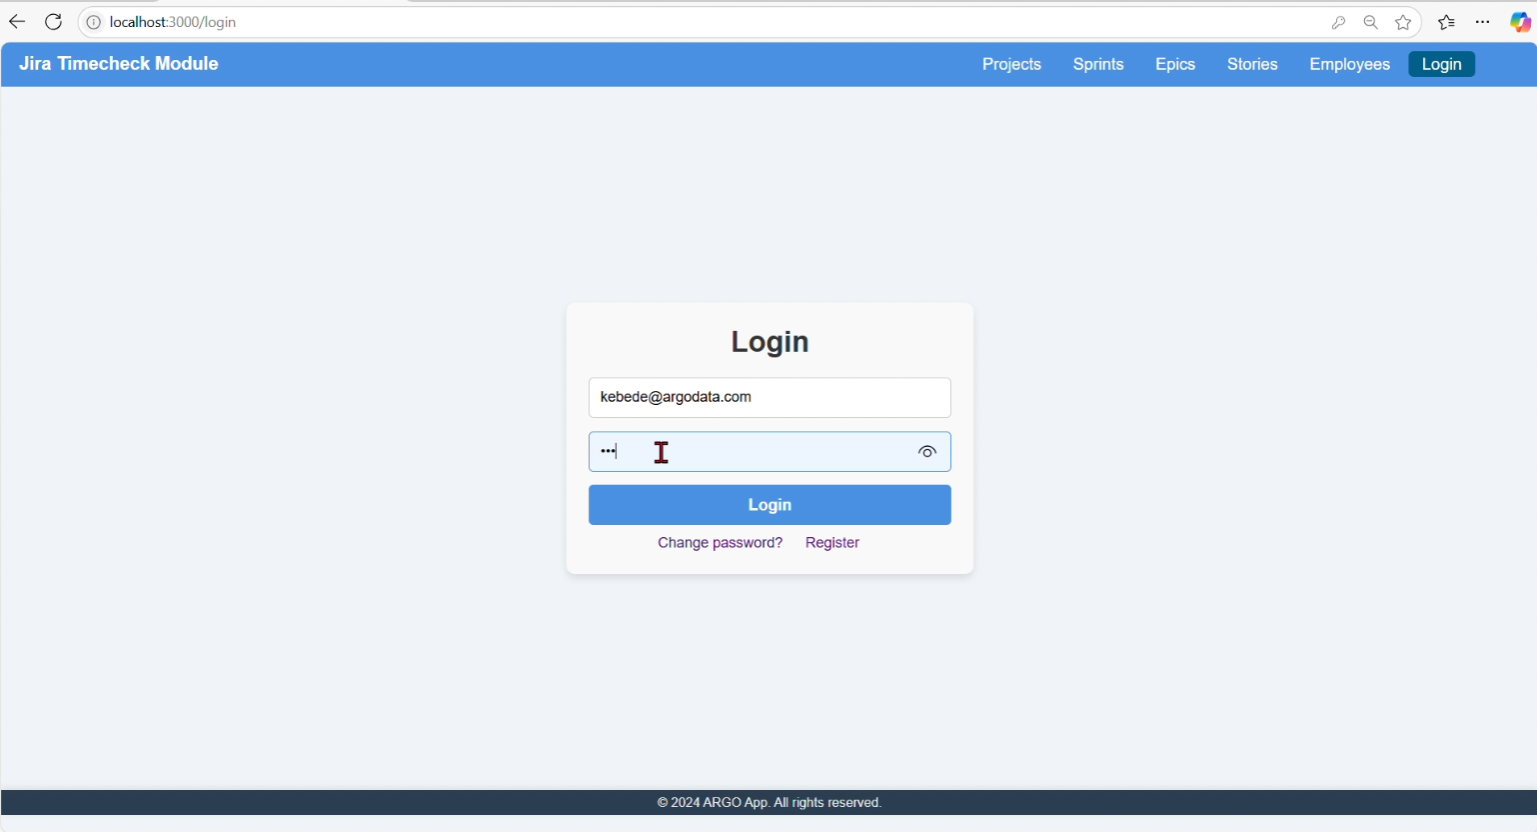 localhost:3000/login
Jira Timecheck Module Projects Sprints Epics Stories Employees Login
Login
kebede@argodata.com
•••
Login
Change password? Register
© 2024 ARGO App. All rights reserved.